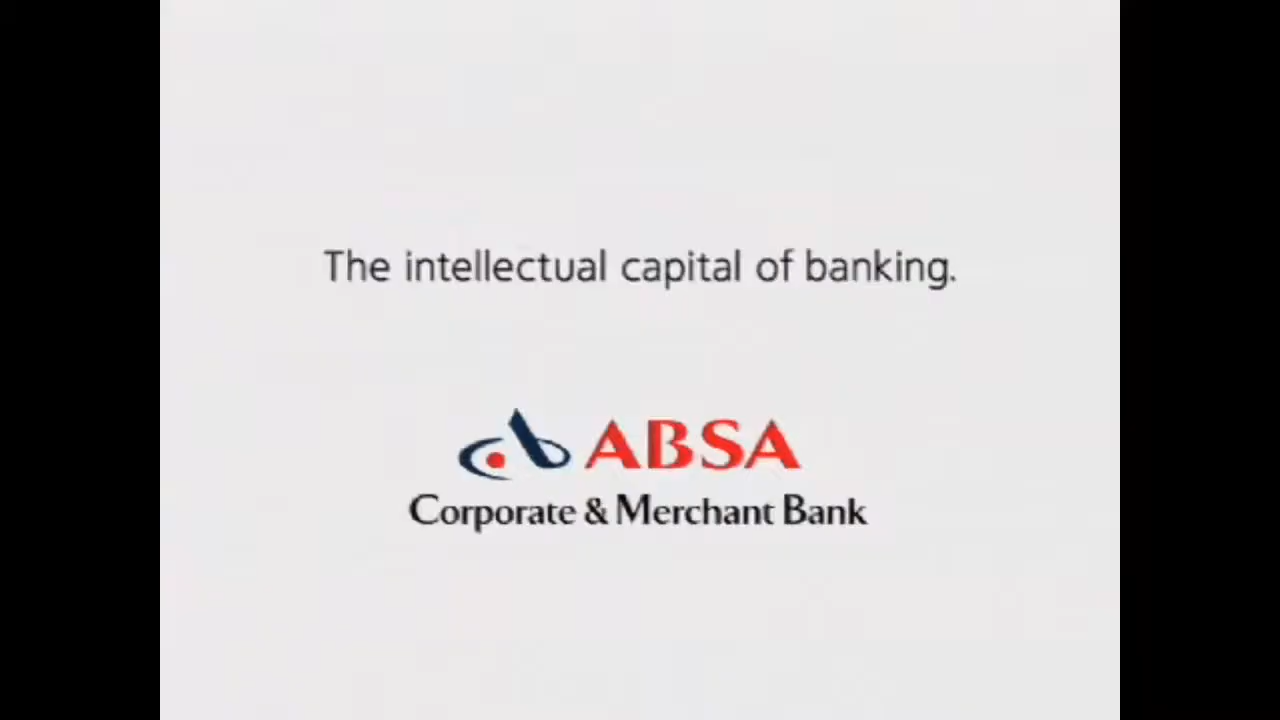 The intellectual capital of banking.
ABSA
Corporate & Merchant Bank